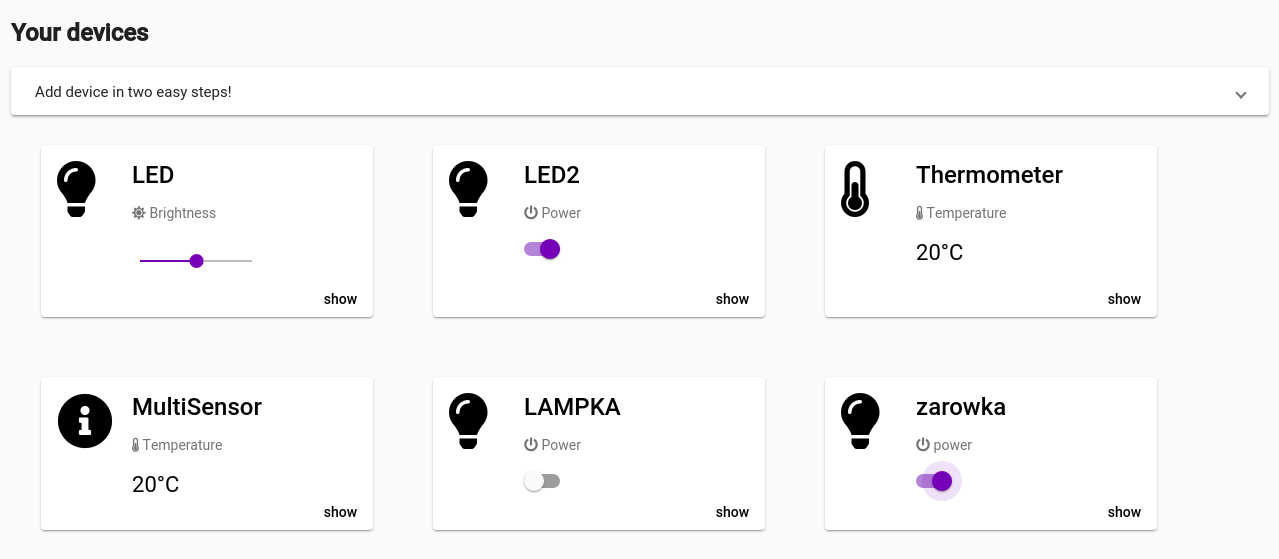 Your devices
Add device in two easy steps!
LED
Brightness
show
LED2
Power
show
Thermometer
Temperature
20°C
show
MultiSensor
Temperature
20°C
show
LAMPKA
Power
show
zarowka
power
show